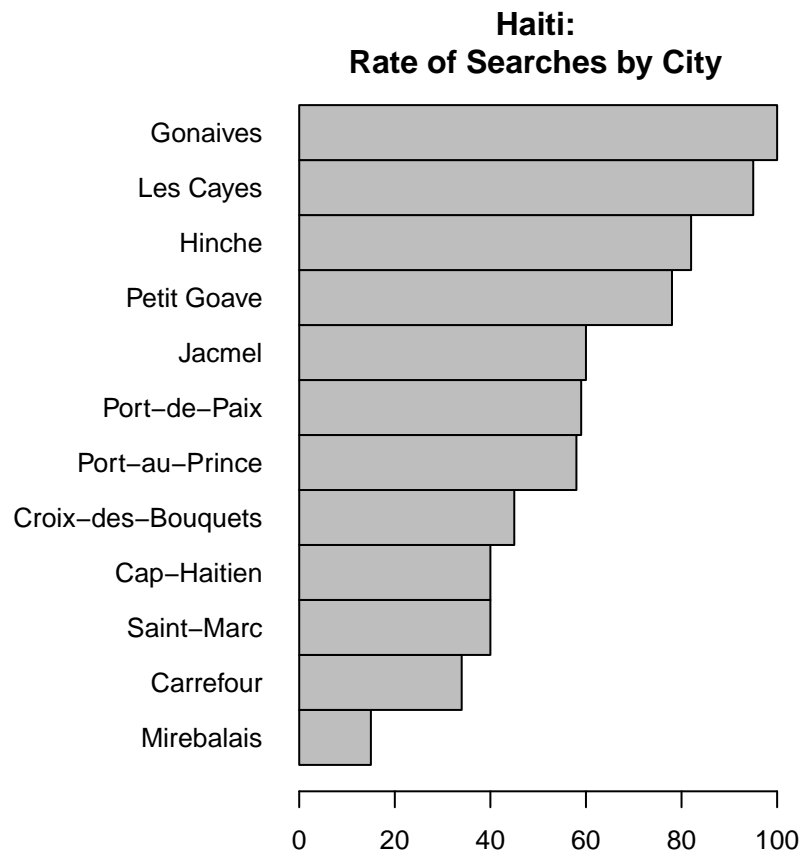 Haiti:
Rate of Searches by City
Gonaives
Les Cayes
Hinche
Petit Goave
Jacmel
Port−de−Paix
Port−au−Prince
Croix−des−Bouquets
Cap−Haitien
Saint−Marc
Carrefour
Mirebalais
0 20 40 60 80 100